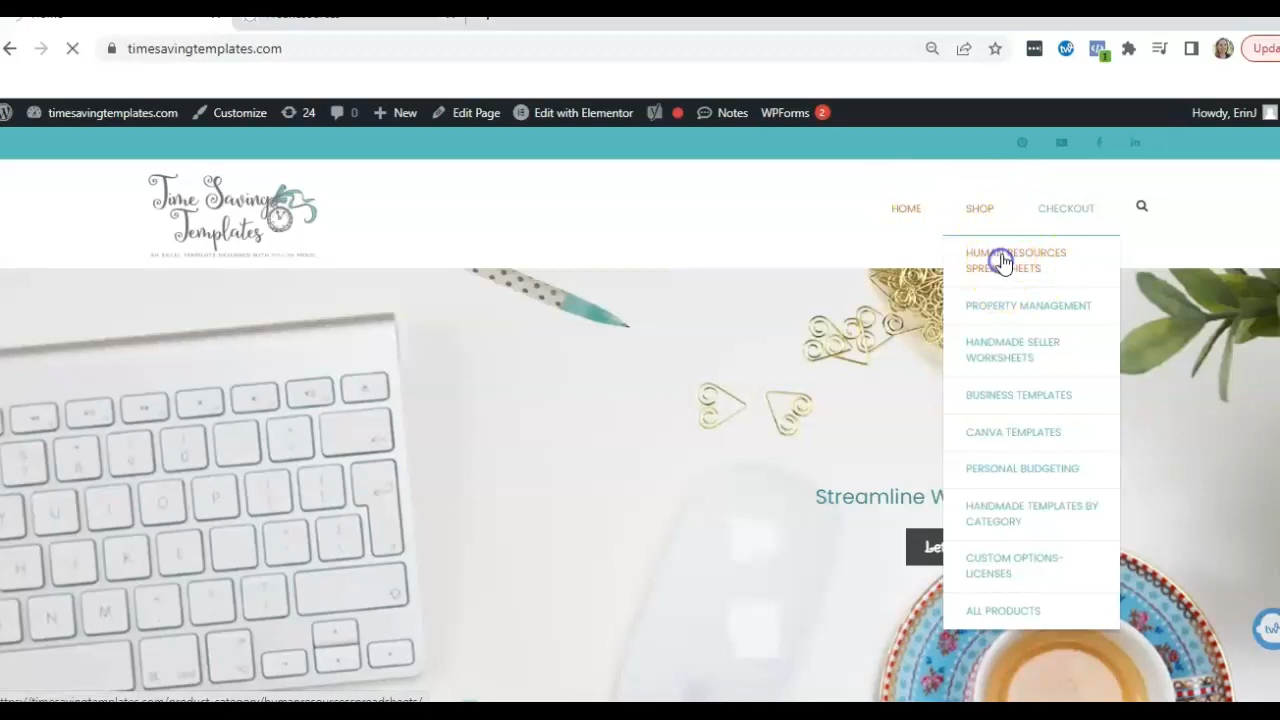 timesavingtemplates.com
Upda
timesavingtemplates.com Customize 24 0 New Edit Page Edit with Elementor Notes WPForms 2 Howdy, ErinJ
Time Saving
Templates
HOME SHOP CHECKOUT
HUMAN RESOURCES
SPREADSHEETS
PROPERTY MANAGEMENT
HANDMADE SELLER
WORKSHEETS
BUSINESS TEMPLATES
CANVA TEMPLATES
PERSONAL BUDGETING
Streamline W
HANDMADE TEMPLATES BY
CATEGORY
Let
CUSTOM OPTIONS-
LICENSES
ALL PRODUCTS